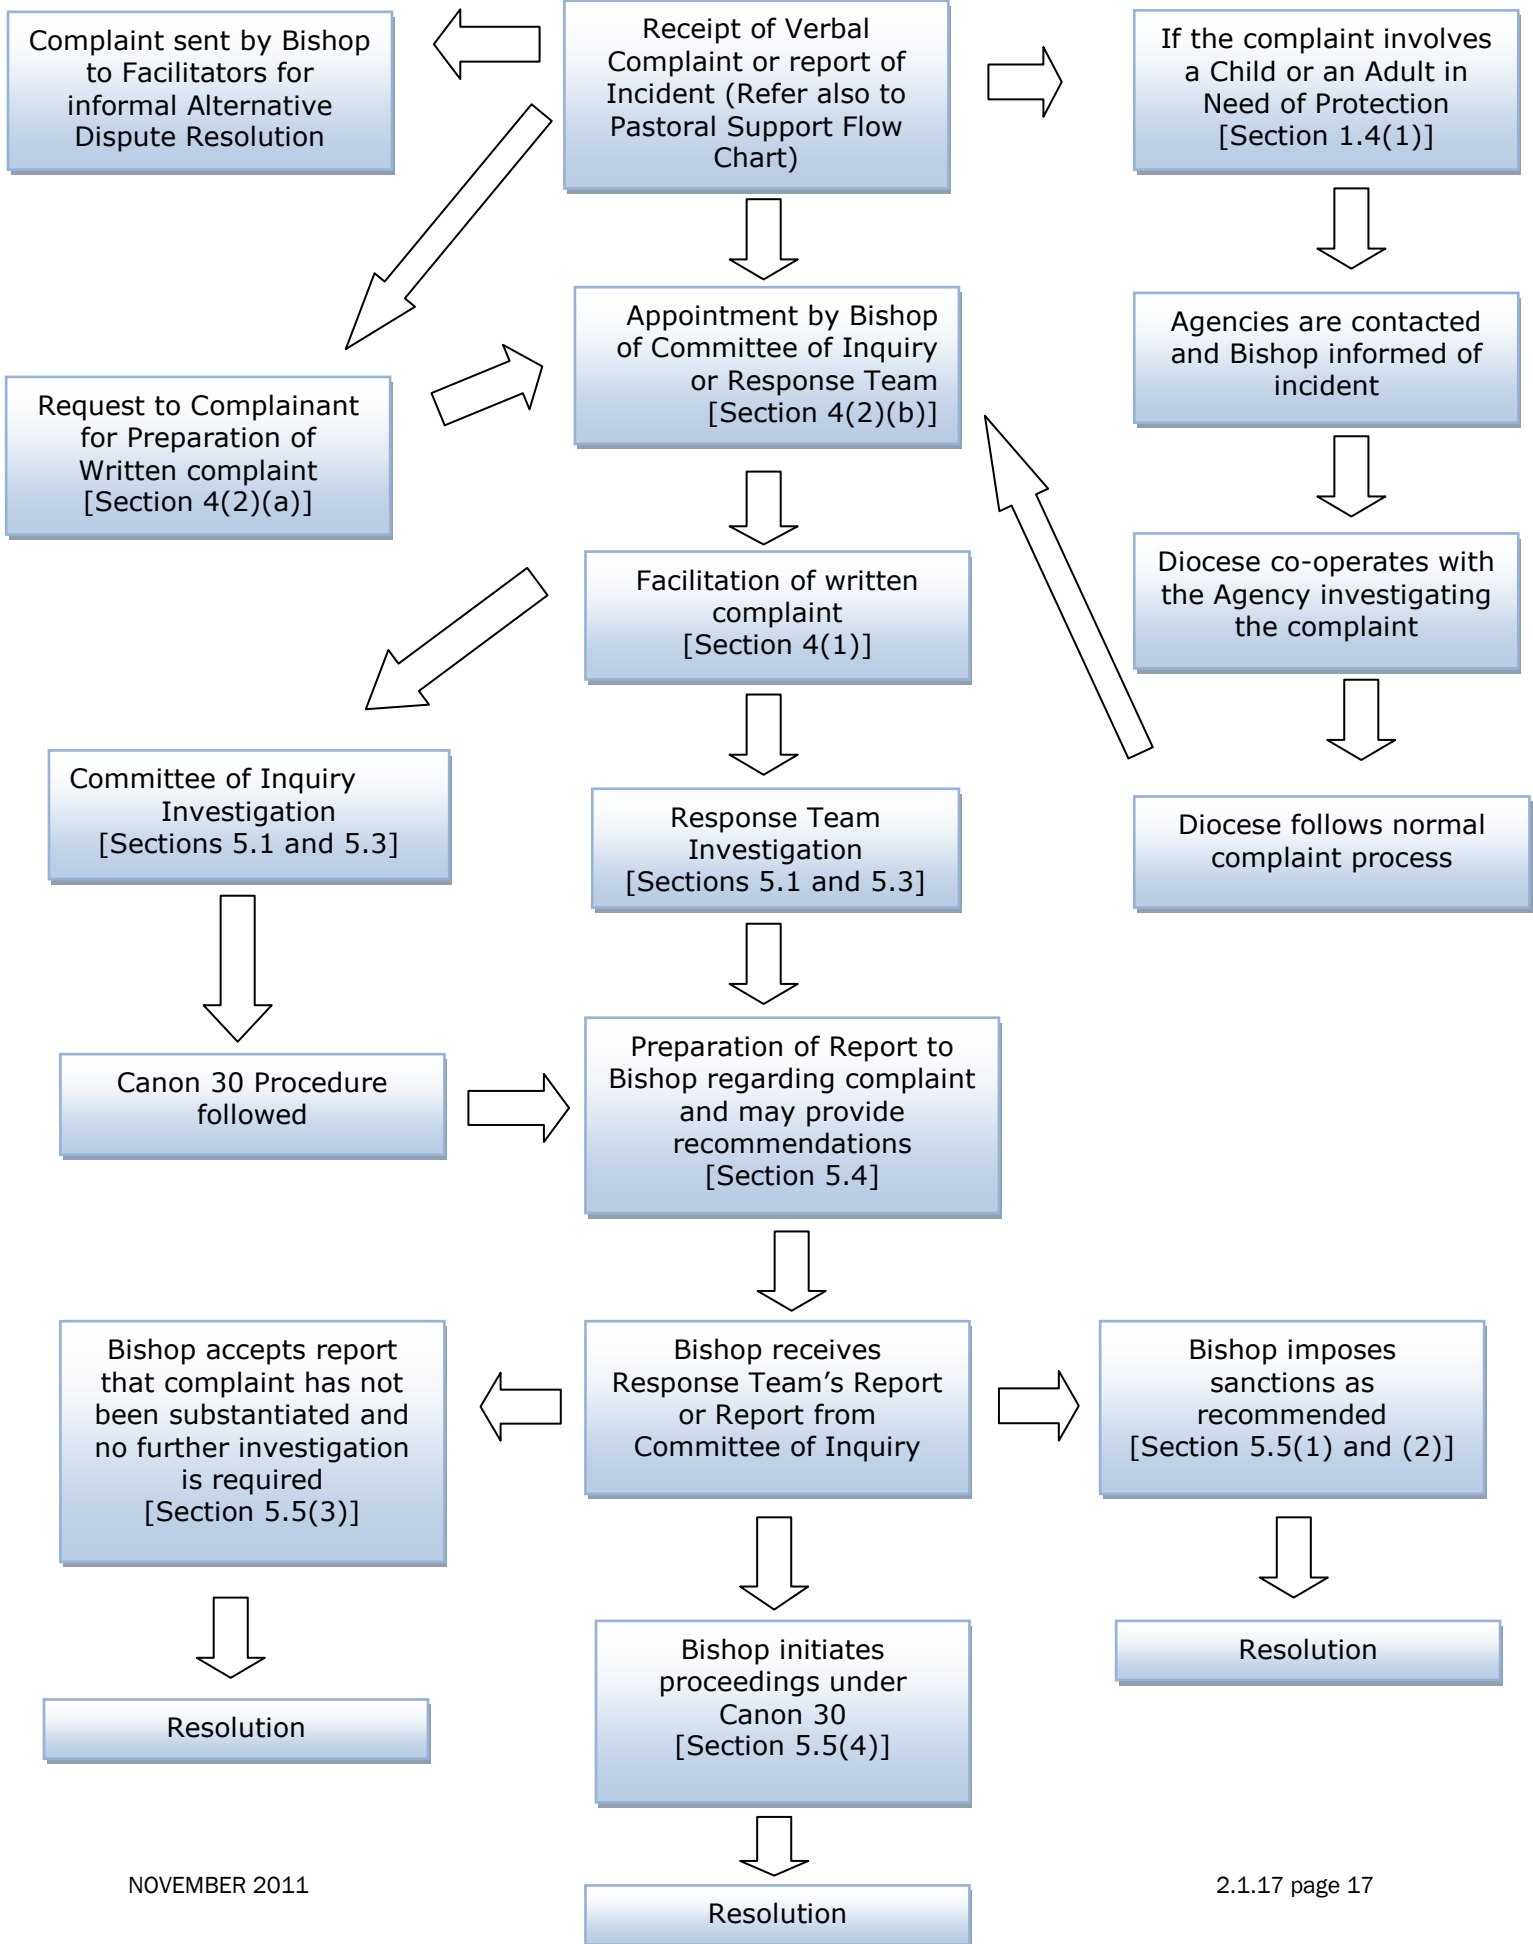 Complaint sent by Bishop
to Facilitators for
informal Alternative
Dispute Resolution
Receipt of Verbal
Complaint or report of
Incident (Refer also to
Pastoral Support Flow
Chart)
If the complaint involves
a Child or an Adult in
Need of Protection
[Section 1.4(1)]
Request to Complainant
for Preparation of
Written complaint
[Section 4(2)(a)]
Appointment by Bishop
of Committee of Inquiry
or Response Team
[Section 4(2)(b)]
Agencies are contacted
and Bishop informed of
incident
Facilitation of written
complaint
[Section 4(1)]
Diocese co-operates with
the Agency investigating
the complaint
Committee of Inquiry
Investigation
[Sections 5.1 and 5.3]
Response Team
Investigation
[Sections 5.1 and 5.3]
Diocese follows normal
complaint process
Canon 30 Procedure
followed
Preparation of Report to
Bishop regarding complaint
and may provide
recommendations
[Section 5.4]
Bishop accepts report
that complaint has not
been substantiated and
no further investigation
is required
[Section 5.5(3)]
Bishop receives
Response Team’s Report
or Report from
Committee of Inquiry
Bishop imposes
sanctions as
recommended
[Section 5.5(1) and (2)]
Resolution
Bishop initiates
proceedings under
Canon 30
[Section 5.5(4)]
Resolution
Resolution
NOVEMBER 2011
2.1.17 page 17